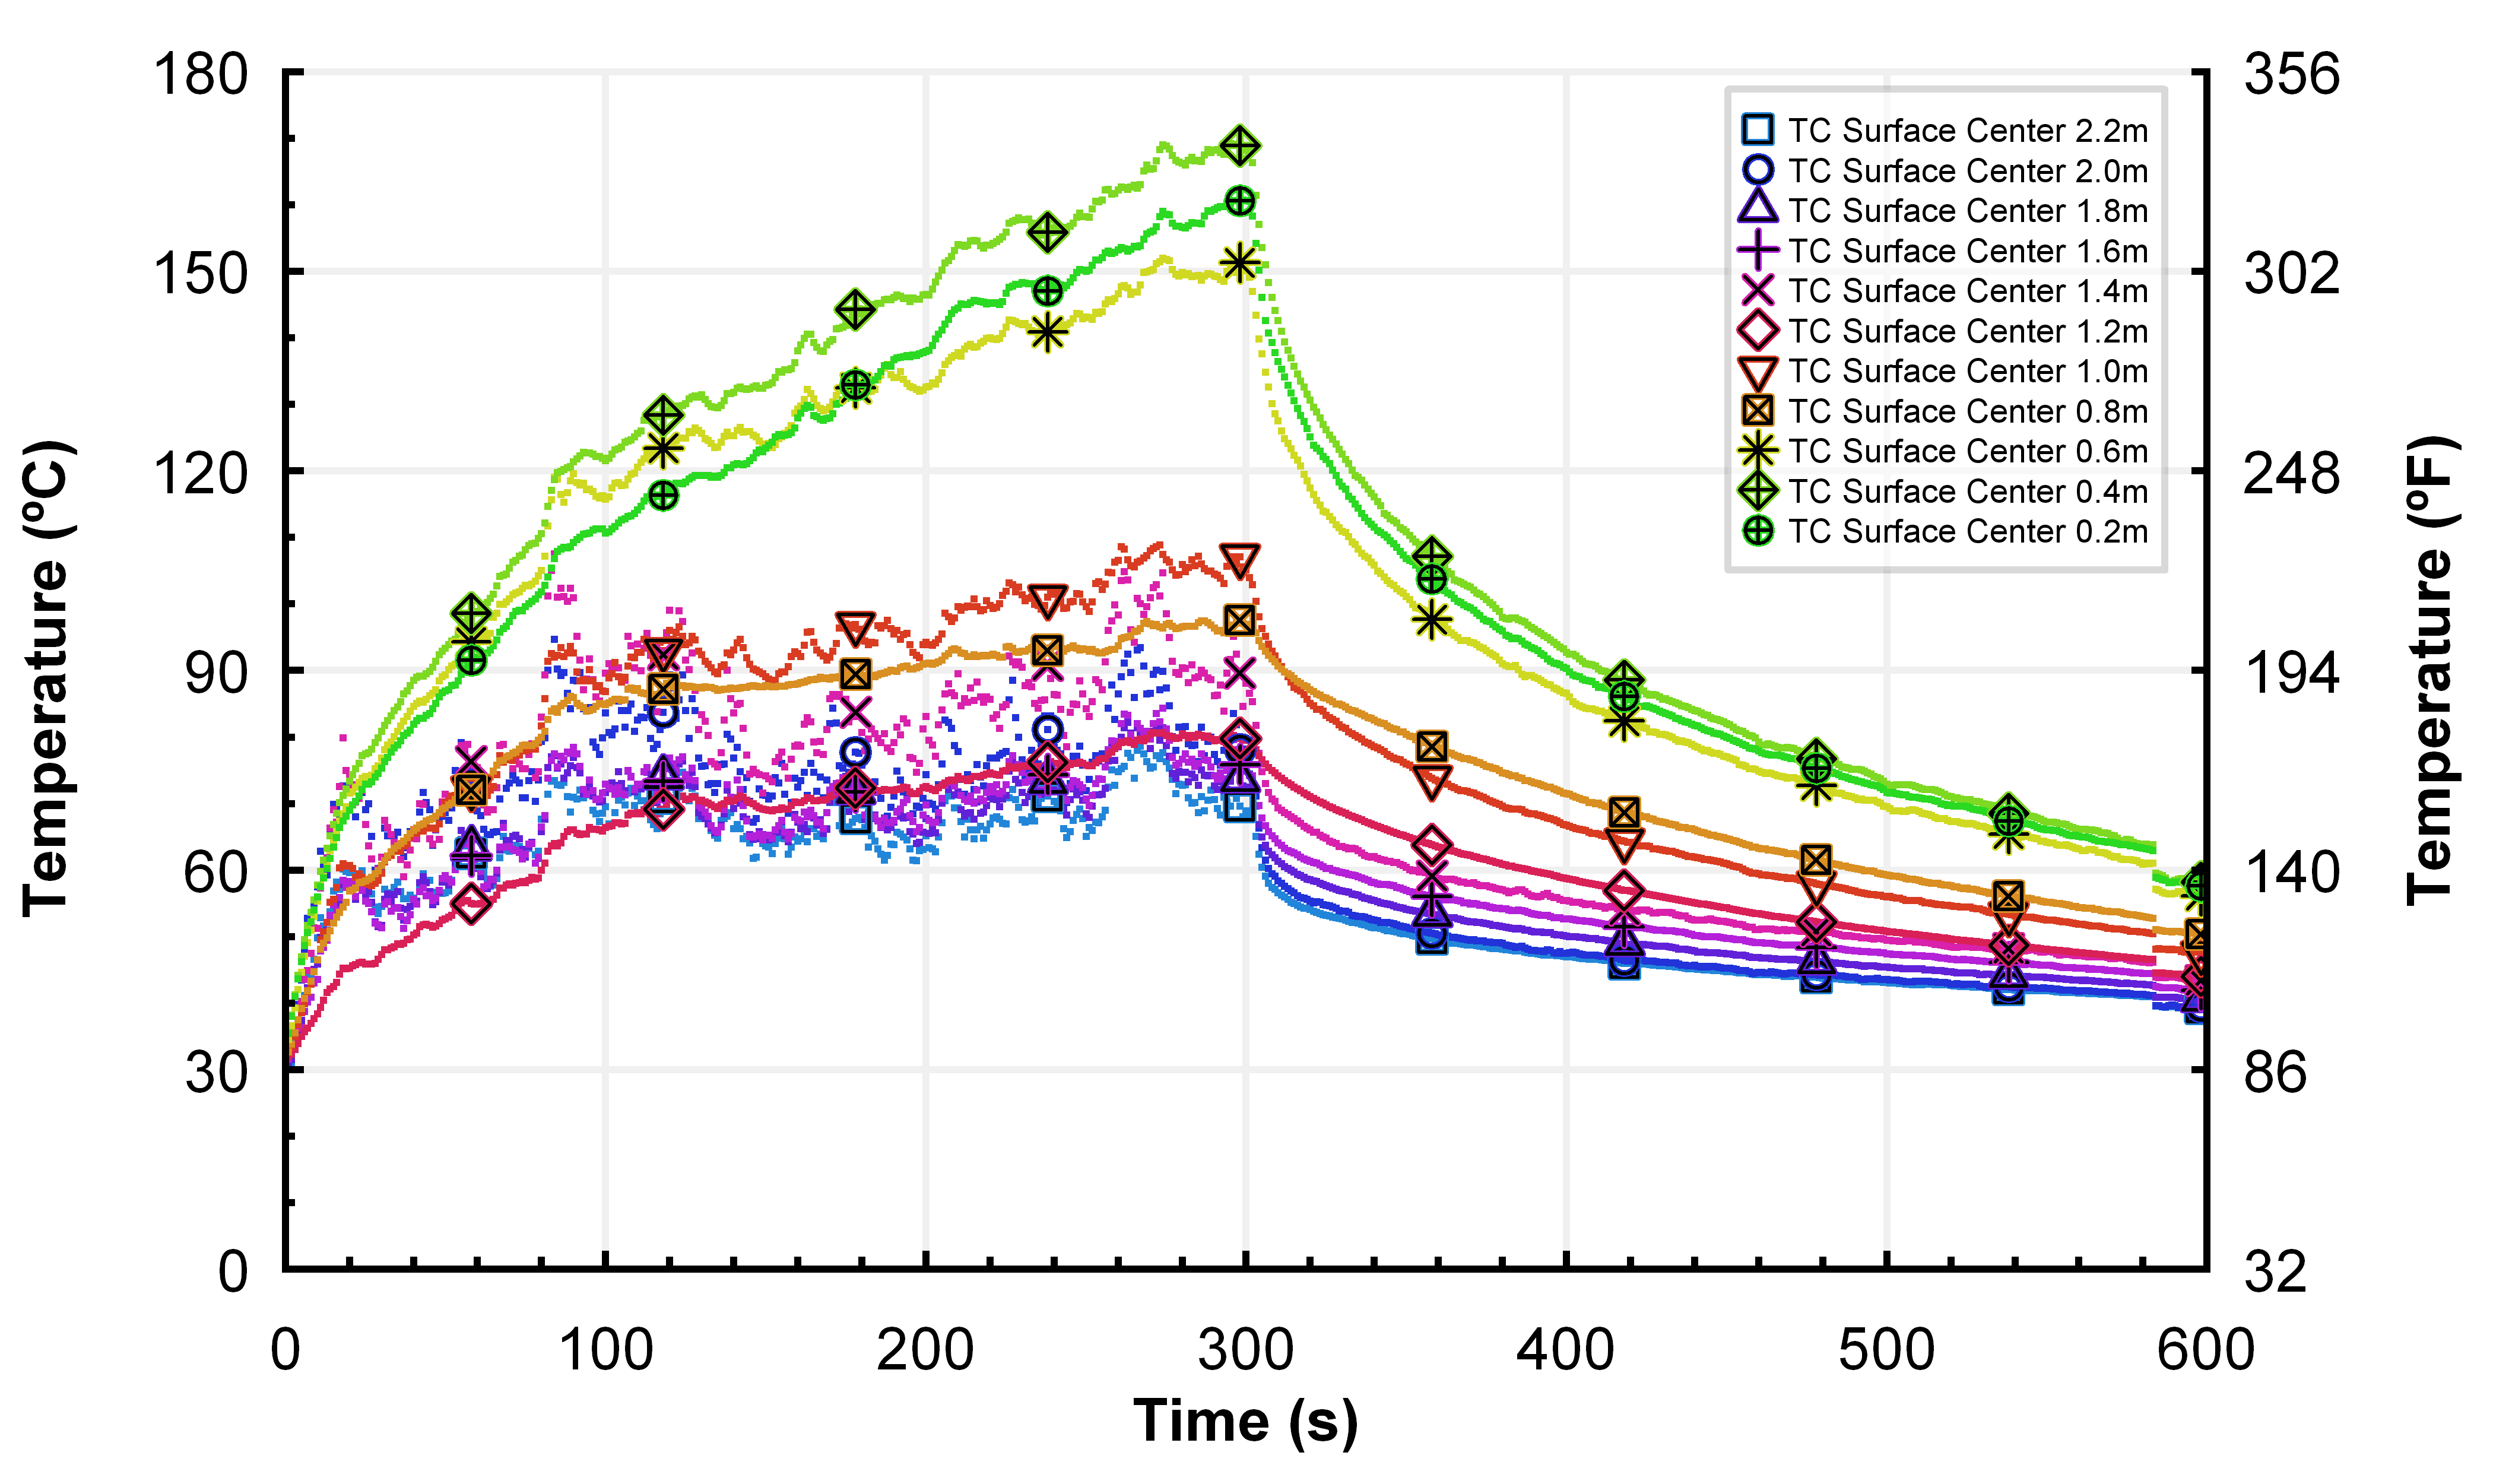 180
150
120
90
60
30
0
356
302
248
194
140
86
32
0 100 200 300 400 500 600
Temperature (ºC)
Temperature (ºF)
Time (s)
TC Surface Center 2.2m
TC Surface Center 2.0m
TC Surface Center 1.8m
TC Surface Center 1.6m
TC Surface Center 1.4m
TC Surface Center 1.2m
TC Surface Center 1.0m
TC Surface Center 0.8m
TC Surface Center 0.6m
TC Surface Center 0.4m
TC Surface Center 0.2m